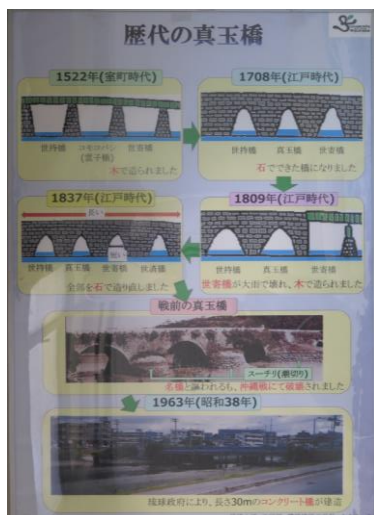 歴代の真玉橋
1522年(室町時代)
世持橋
世寄橋
木で造られました
1708年(江戸時代)
世持橋 真玉橋 世寄橋
石でできた橋になりました
1809年(江戸時代)
世持橋 真玉橋 世寄橋
世寄橋が大雨で壊れ、木で造られました
1837年(江戸時代)
長い
世持橋 真玉橋 世寄橋 世済橋
全部を石で造り直しました
戦前の真玉橋
スーチリ(潮切り)
名橋と謳われるも、沖縄戦にて破壊されました
1963年(昭和38年)
琉球政府により、長さ30mのコンクリート橋が建造